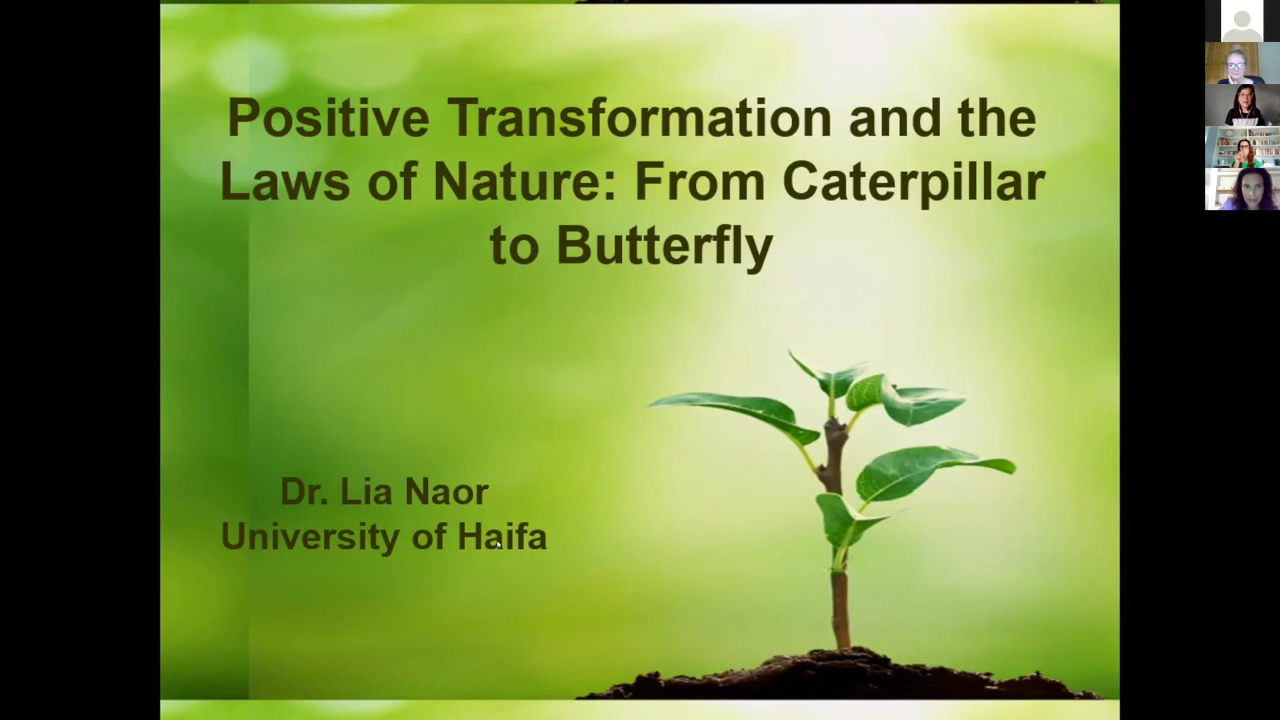 Positive Transformation and the
Laws of Nature: From Caterpillar
to Butterfly
Dr. Lia Naor
University of Haifa